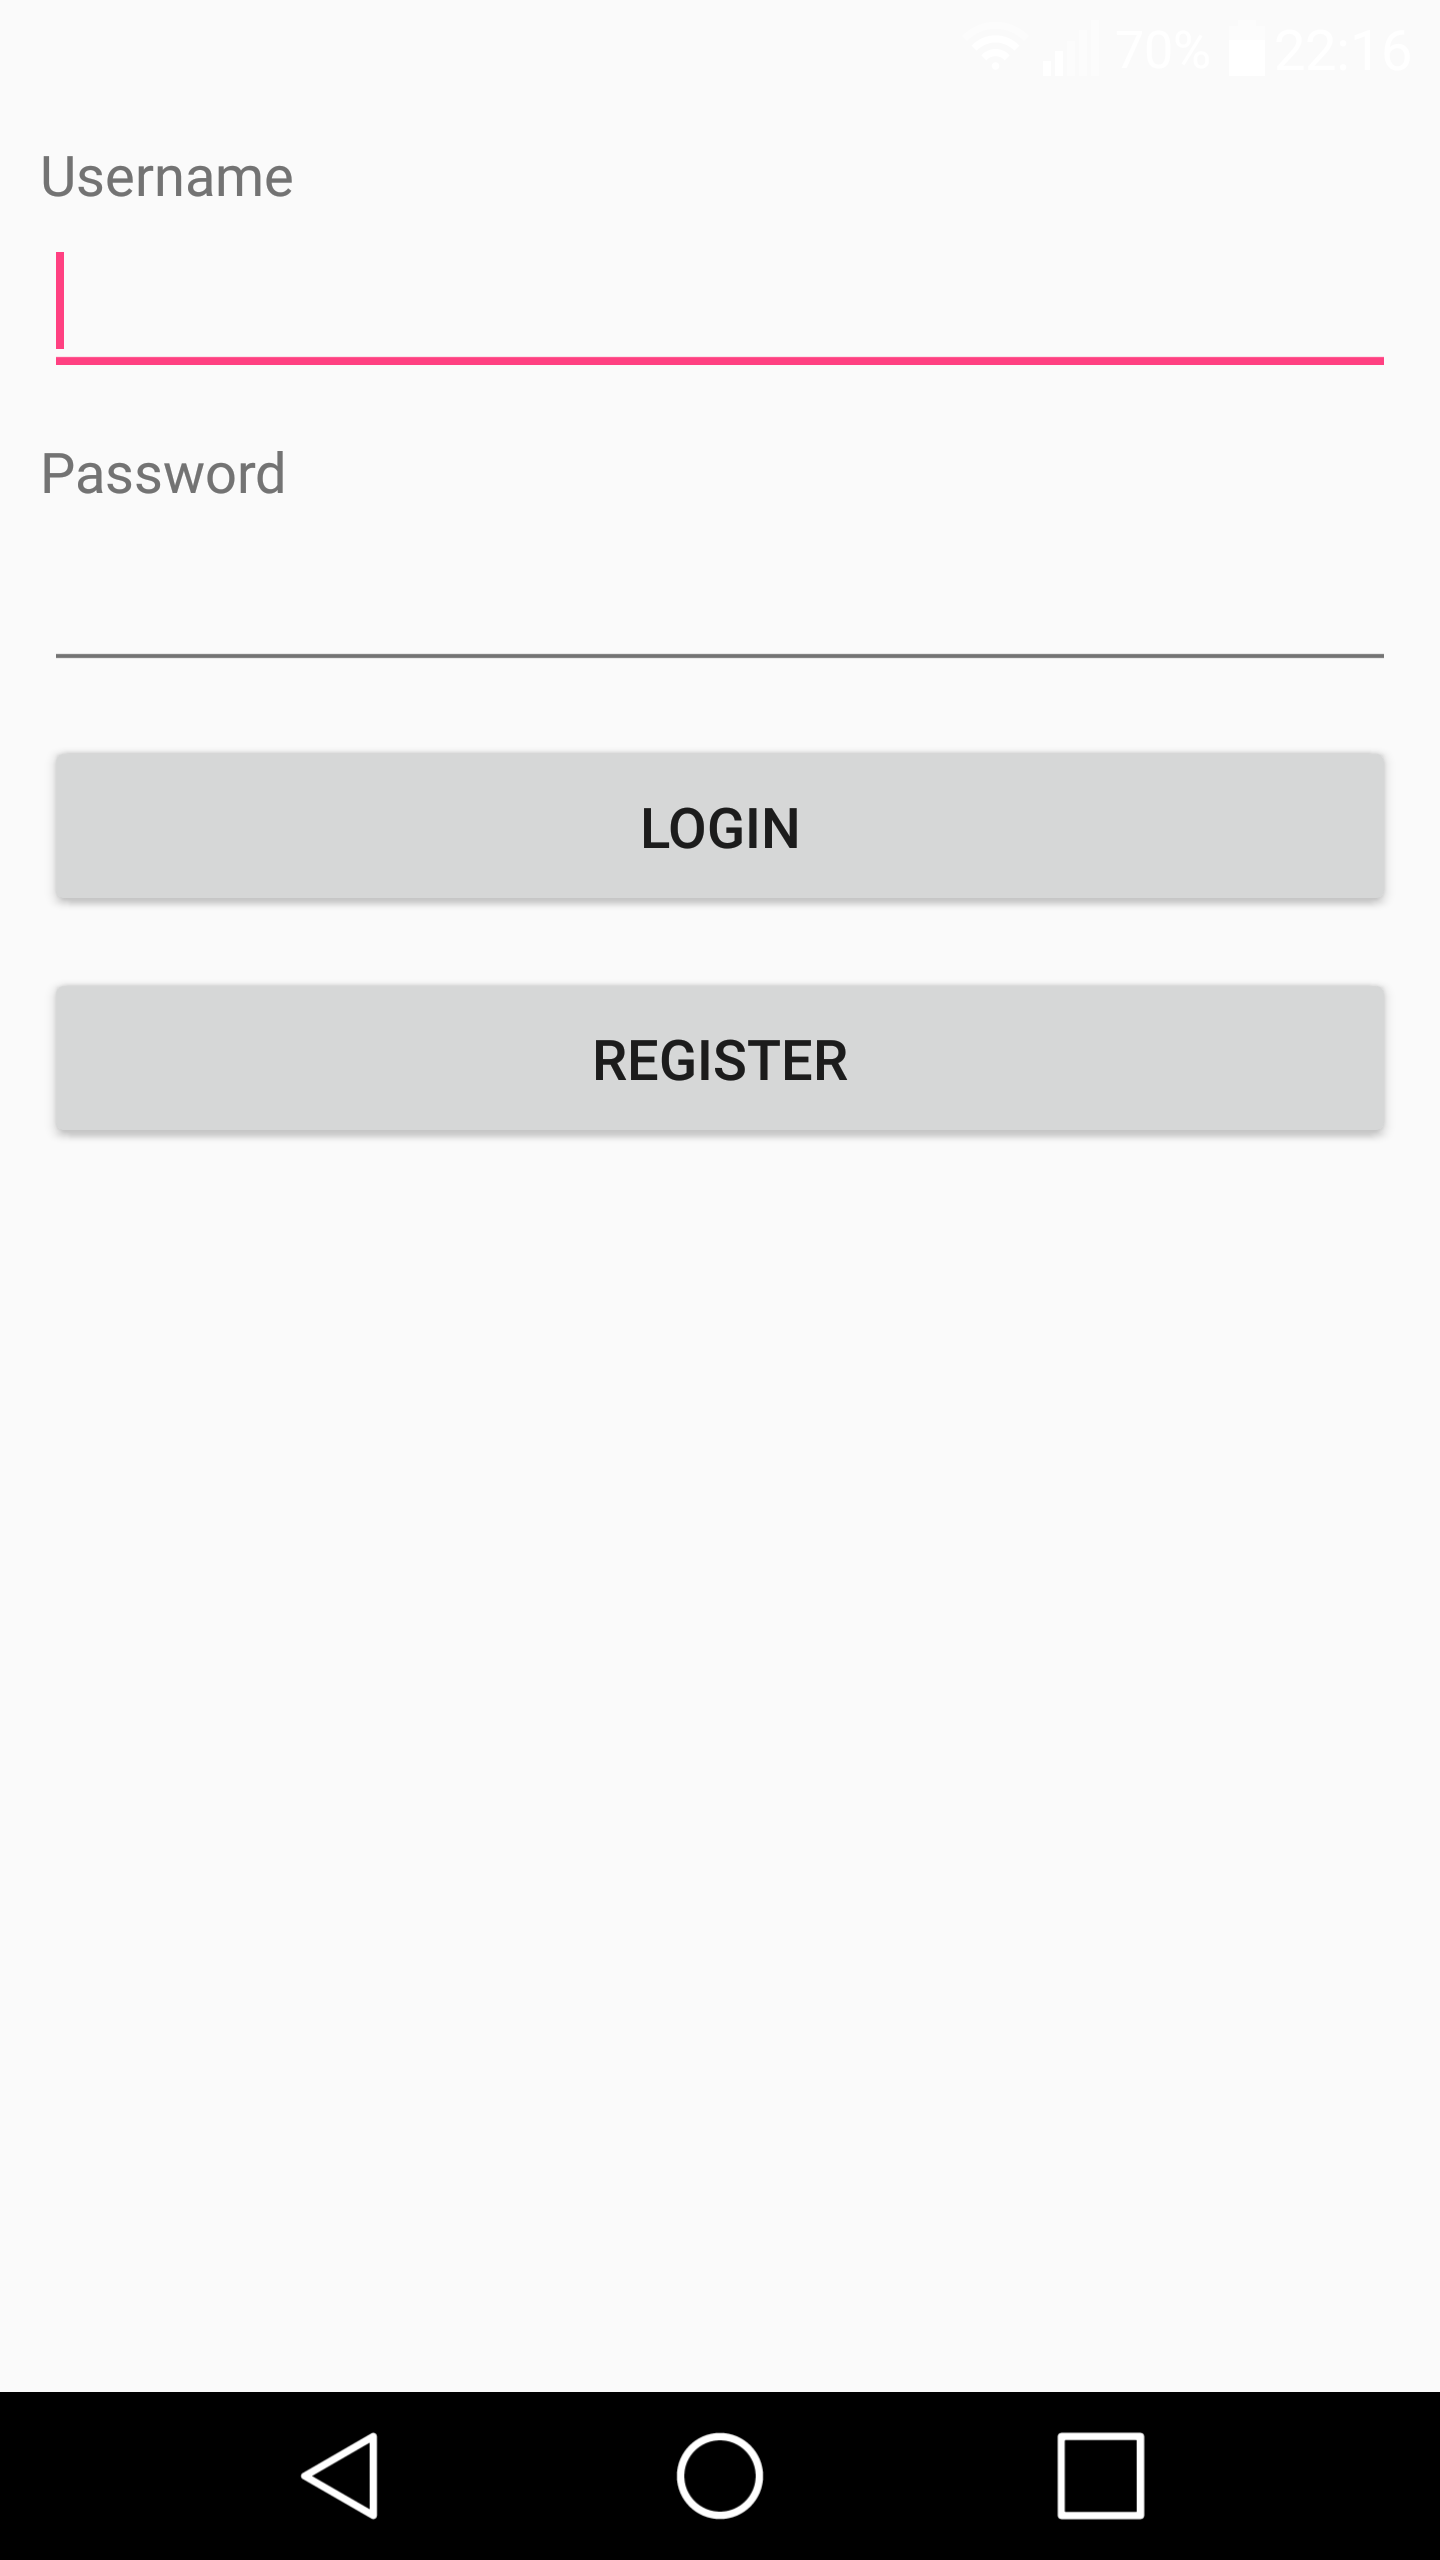 70% 22:16
Username
Password
LOGIN
REGISTER